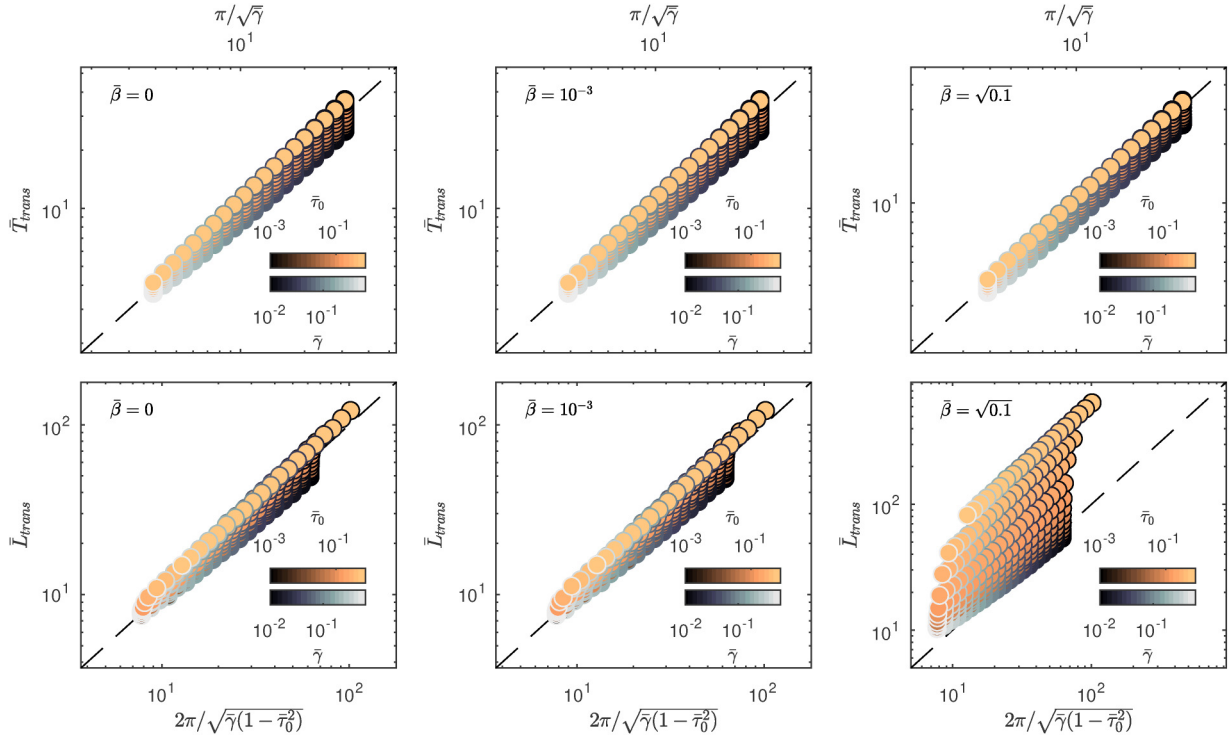 π/√γ̄
10¹
π/√γ̄
10¹
π/√γ̄
10¹
β̄ = 0
T̄trans
10¹
τ̄₀
10⁻³ 10⁻¹
10⁻² 10⁻¹
γ̄
β̄ = 10⁻³
T̄trans
10¹
τ̄₀
10⁻³ 10⁻¹
10⁻² 10⁻¹
γ̄
β̄ = √0.1
T̄trans
10¹
τ̄₀
10⁻³ 10⁻¹
10⁻² 10⁻¹
γ̄
β̄ = 0
10²
L̄trans
10¹
τ̄₀
10⁻³ 10⁻¹
10⁻² 10⁻¹
γ̄
10¹ 10²
2π/√γ̄(1 − τ̄₀²)
β̄ = 10⁻³
10²
L̄trans
10¹
τ̄₀
10⁻³ 10⁻¹
10⁻² 10⁻¹
γ̄
10¹ 10²
2π/√γ̄(1 − τ̄₀²)
β̄ = √0.1
10²
L̄trans
10¹
τ̄₀
10⁻³ 10⁻¹
10⁻² 10⁻¹
γ̄
10¹ 10²
2π/√γ̄(1 − τ̄₀²)